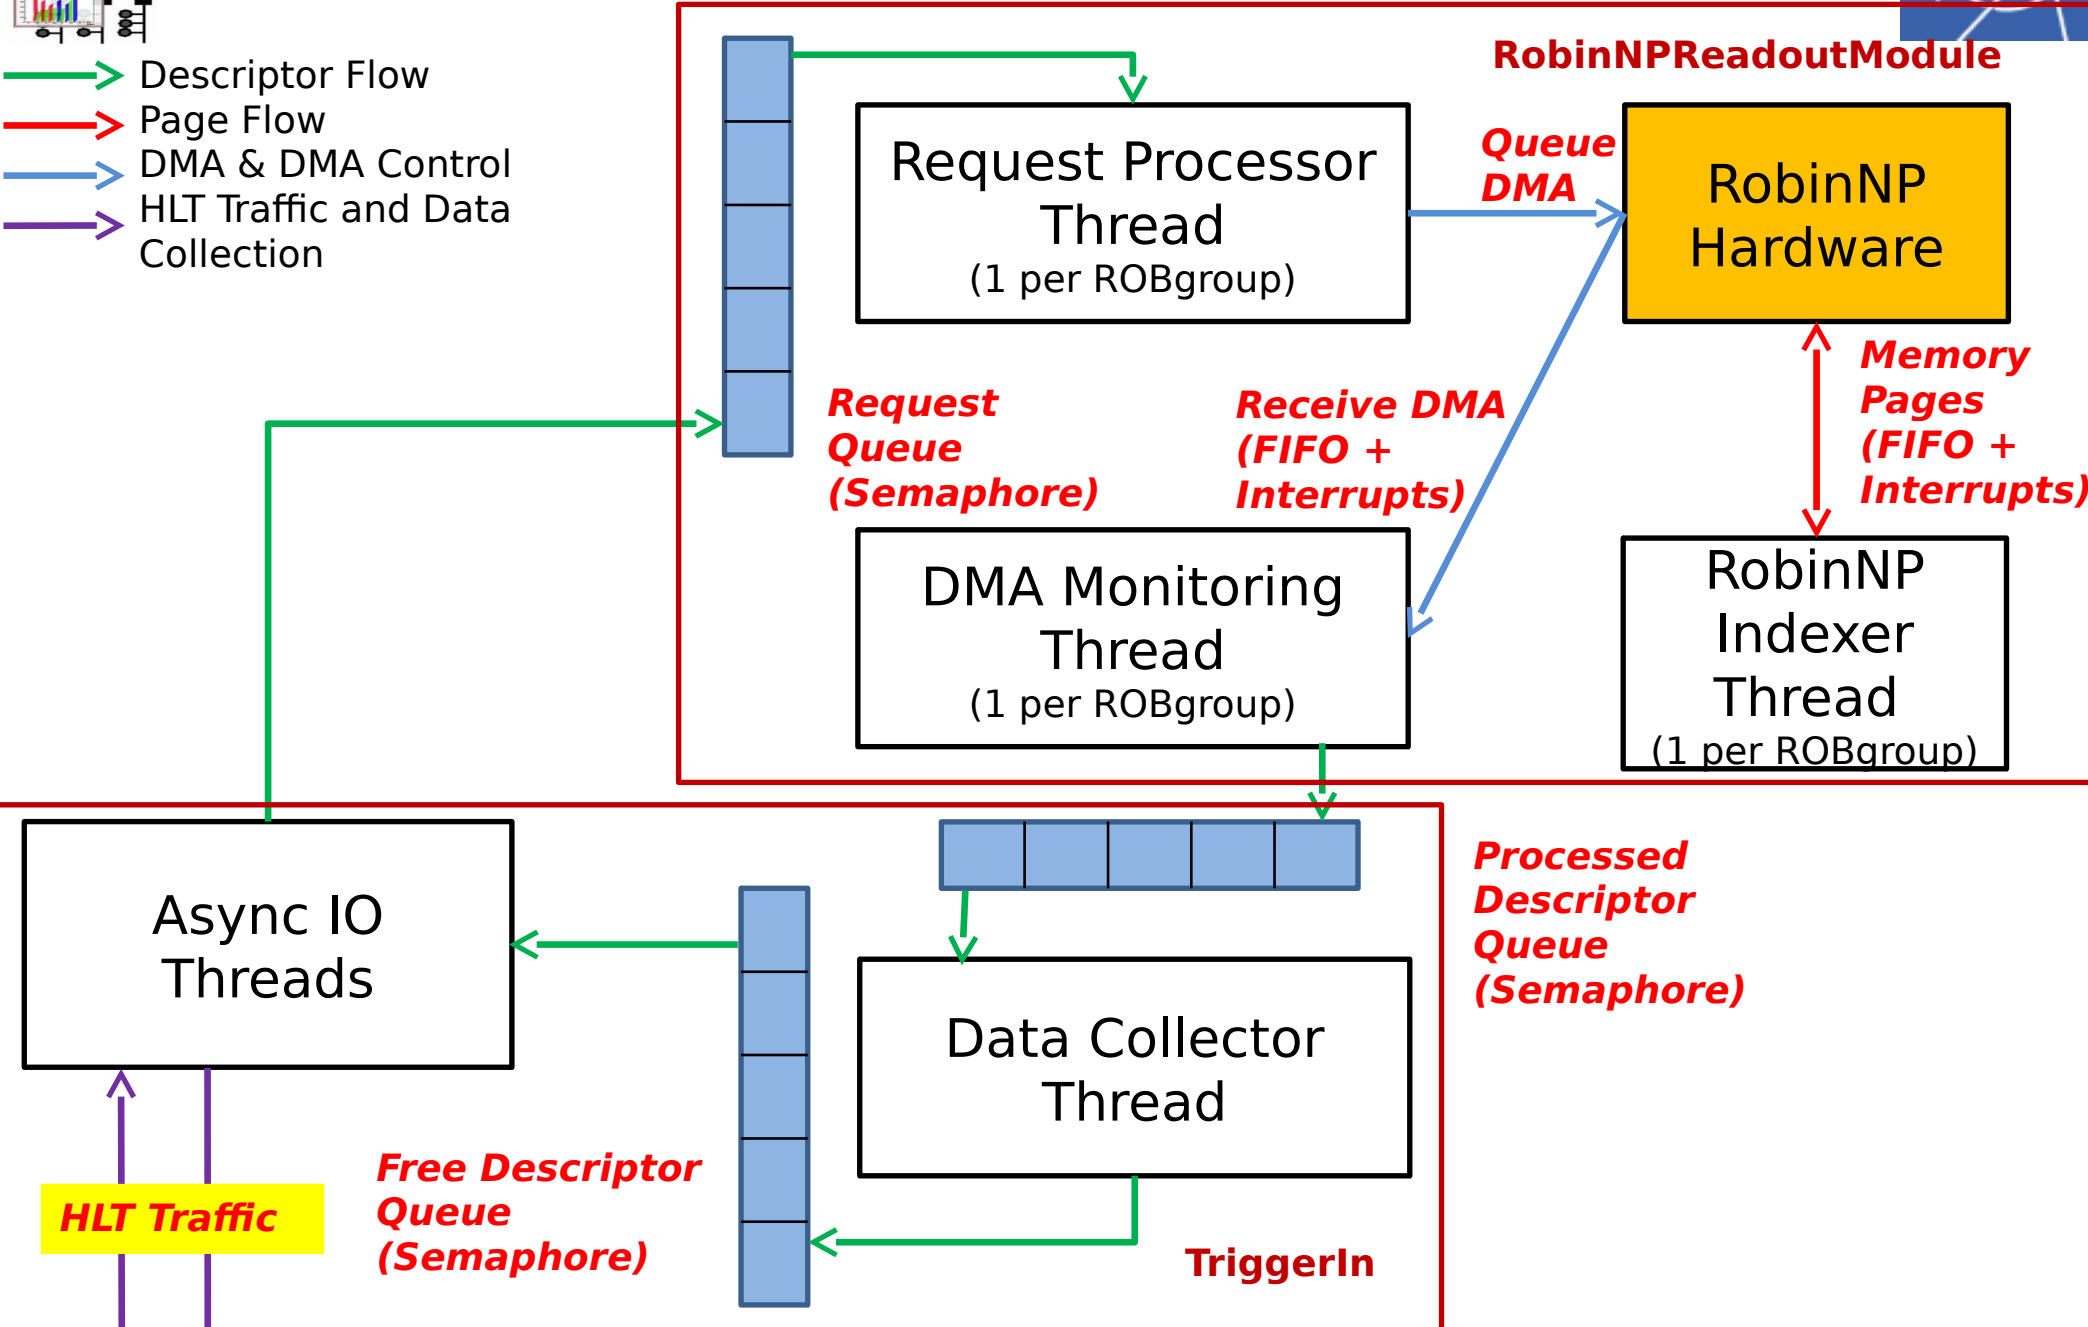 Descriptor Flow
Page Flow
DMA & DMA Control
HLT Traffic and Data
Collection
RobinNPReadoutModule
Request Processor
Thread
(1 per ROBgroup)
Queue
DMA
RobinNP
Hardware
Request
Queue
(Semaphore)
Receive DMA
(FIFO +
Interrupts)
Memory
Pages
(FIFO +
Interrupts)
DMA Monitoring
Thread
(1 per ROBgroup)
RobinNP
Indexer
Thread
(1 per ROBgroup)
Async IO
Threads
Processed
Descriptor
Queue
(Semaphore)
Data Collector
Thread
Free Descriptor
Queue
(Semaphore)
HLT Traffic
TriggerIn